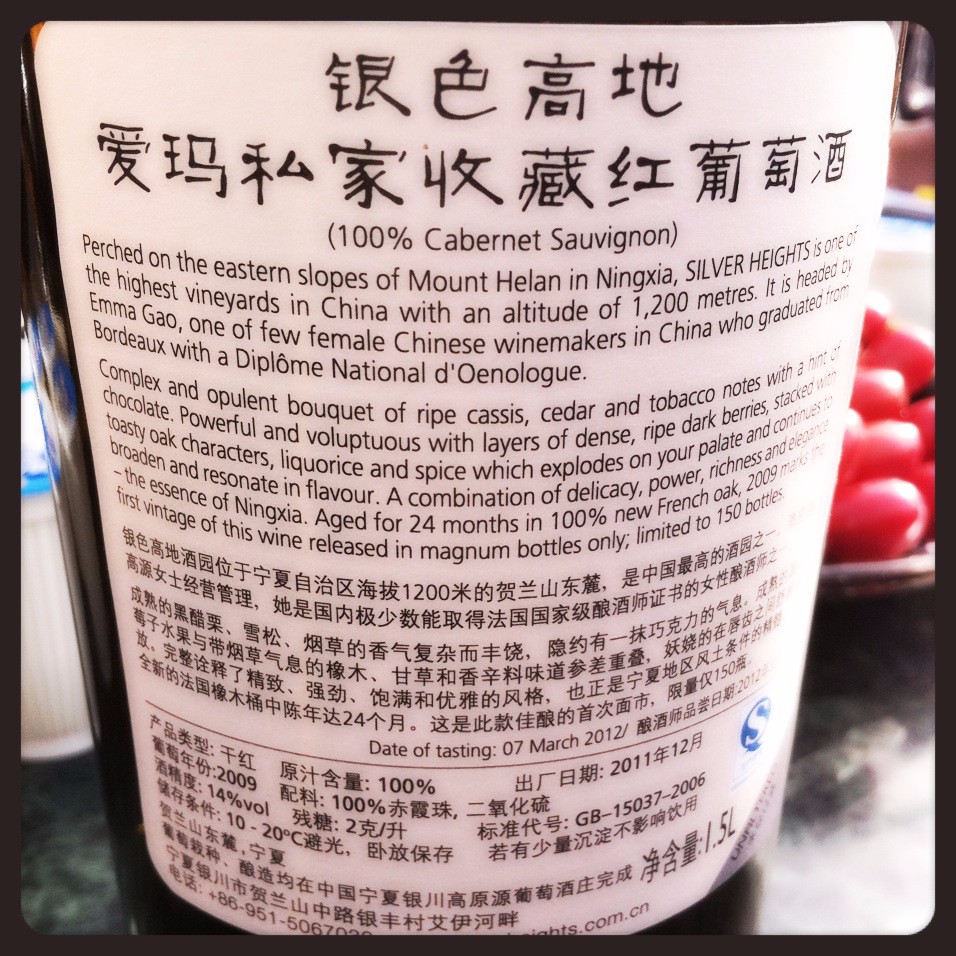 银色高地
爱玛私家收藏红葡萄酒
(100% Cabernet Sauvignon)
Perched on the eastern slopes of Mount Helan in Ningxia, SILVER HEIGHTS is one of
the highest vineyards in China with an altitude of 1,200 metres. It is headed by
Emma Gao, one of few female Chinese winemakers in China who graduated from
Bordeaux with a Diplôme National d'Oenologue.
Complex and opulent bouquet of ripe cassis, cedar and tobacco notes with a hint of
chocolate. Powerful and voluptuous with layers of dense, ripe dark berries, stacked with
toasty oak characters, liquorice and spice which explodes on your palate and continues to
broaden and resonate in flavour. A combination of delicacy, power, richness and elegance
– the essence of Ningxia. Aged for 24 months in 100% new French oak, 2009 marks the
first vintage of this wine released in magnum bottles only; limited to 150 bottles.
银色高地酒园位于宁夏自治区海拔1200米的贺兰山东麓，是中国最高的酒园之一
高源女士经营管理，她是国内极少数能取得法国国家级酿酒师证书的女性酿酒师之一
成熟的黑醋栗、雪松、烟草的香气复杂而丰饶，隐约有一抹巧克力的气息。成熟的
莓子水果与带烟草气息的橡木、甘草和香辛料味道参差重叠，妖娆的在唇齿之间
放。完整诠释了精致、强劲、饱满和优雅的风格，也正是宁夏地区风土条件的精
全新的法国橡木桶中陈年达24个月。这是此款佳酿的首次面市，限量仅150瓶。
Date of tasting: 07 March 2012/ 酿酒师品尝日期:2012
产品类型: 干红 原汁含量: 100% 出厂日期: 2011年12月
葡萄年份:2009 配料: 100%赤霞珠, 二氧化硫
酒精度: 14%vol 残糖: 2克/升 标准代号: GB–15037–2006
储存条件: 10 - 20°C避光，卧放保存 若有少量沉淀不影响饮用
贺兰山东麓,宁夏 净含量:1.5L
葡萄栽种、酿造均在中国宁夏银川高原源葡萄酒庄完成
宁夏银川市贺兰山中路银丰村艾伊河畔
电话: +86-951-5067030 heights.com.cn